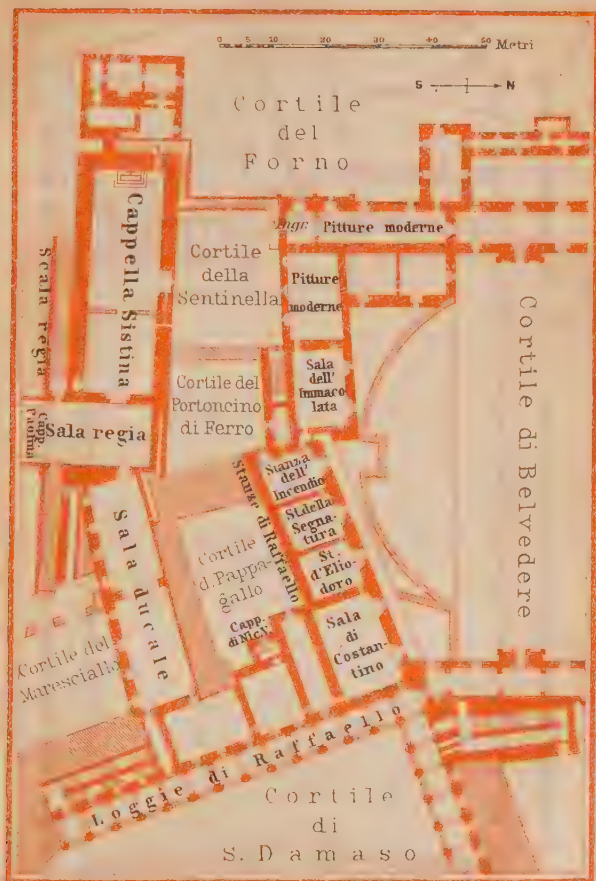 0 5 10 20 30 40 50 Metri
S N
Cortile
del
Forno
Ingr.
Pitture moderne
Cappella Sistina
Cortile
della
Sentinella
Pitture
moderne
Scala regia
Sala
dell'
Immaco
lata
Cortile del
Portoncino
di Ferro
Cortile di Belvedere
Capp.
Paolina
Sala regia
Stanza
dell'
Incendio
Stanze di Raffaello
St. della
Segna-
tura
Sala ducale
Cortile
d. Pappa-
gallo
St.
d'Elio-
doro
Capp.
di Nic.V.
Sala
di
Costan-
tino
Cortile del
Maresciallo
Loggie di Raffaello
Cortile
di
S. Damaso